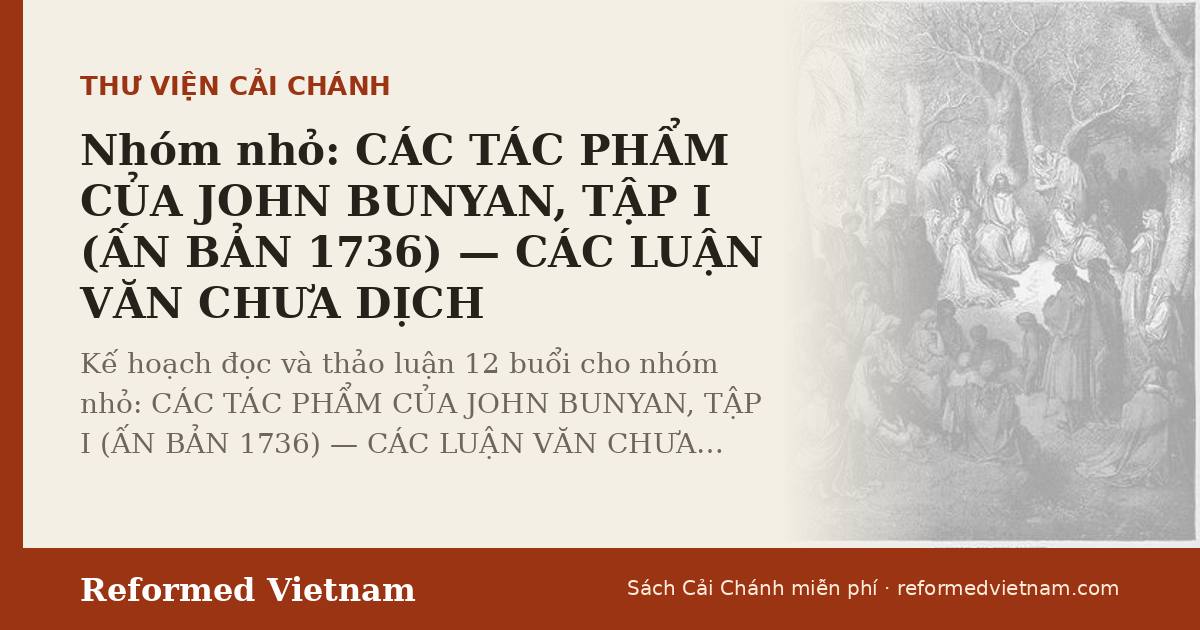 THƯ VIỆN CẢI CHÁNH
Nhóm nhỏ: CÁC TÁC PHẨM
CỦA JOHN BUNYAN, TẬP I
(ẤN BẢN 1736) — CÁC LUẬN
VĂN CHƯA DỊCH
Kế hoạch đọc và thảo luận 12 buổi cho nhóm
nhỏ: CÁC TÁC PHẨM CỦA JOHN BUNYAN, TẬP
I (ẤN BẢN 1736) — CÁC LUẬN VĂN CHƯA...
Reformed Vietnam
Sách Cải Chánh miễn phí · reformedvietnam.com